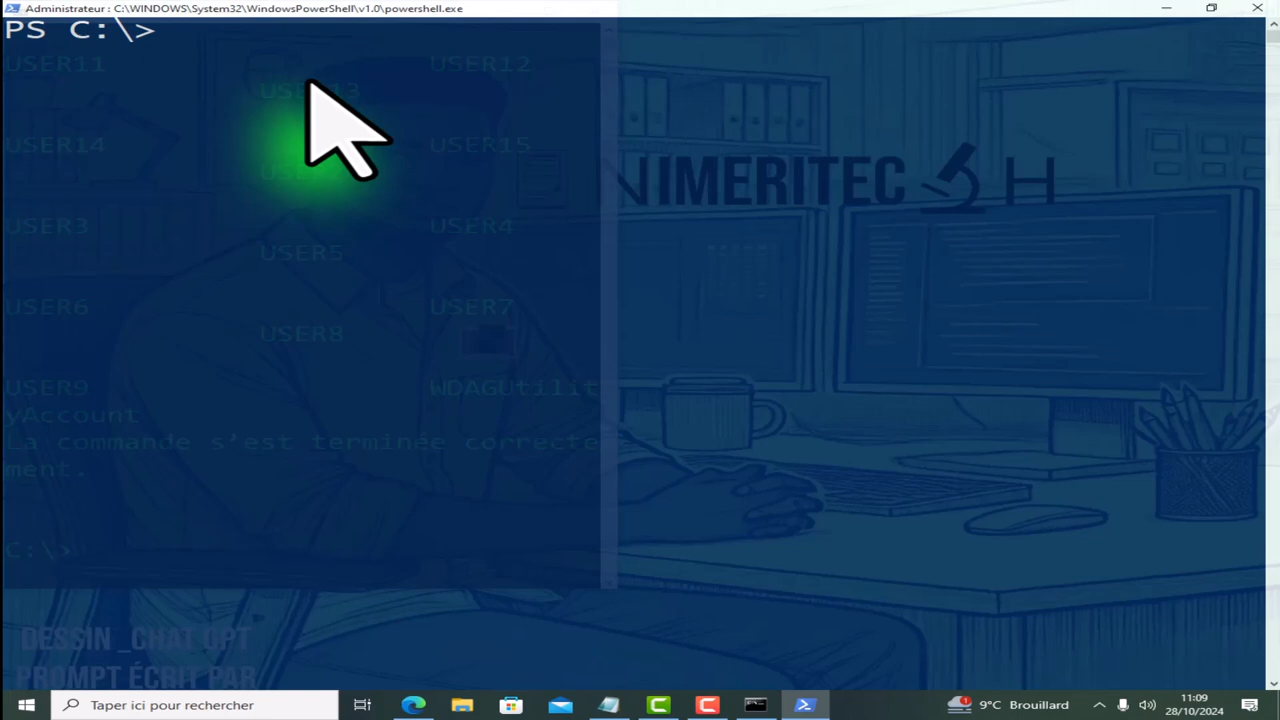 Administrateur : C:\WINDOWS\System32\WindowsPowerShell\v1.0\powershell.exe
PS C:\>
USER11 USER12
USER13
USER14 USER15
USER3 USER4
USER5
USER6 USER7
USER8
USER9 WDAGUtilit
yAccount
La commande s'est terminée correcte
ment.
C:\>
NIMERITEC H
DESSIN _CHAT GPT
PROMPT ÉCRIT PAR
Taper ici pour rechercher
9°C Brouillard
11:09
28/10/2024